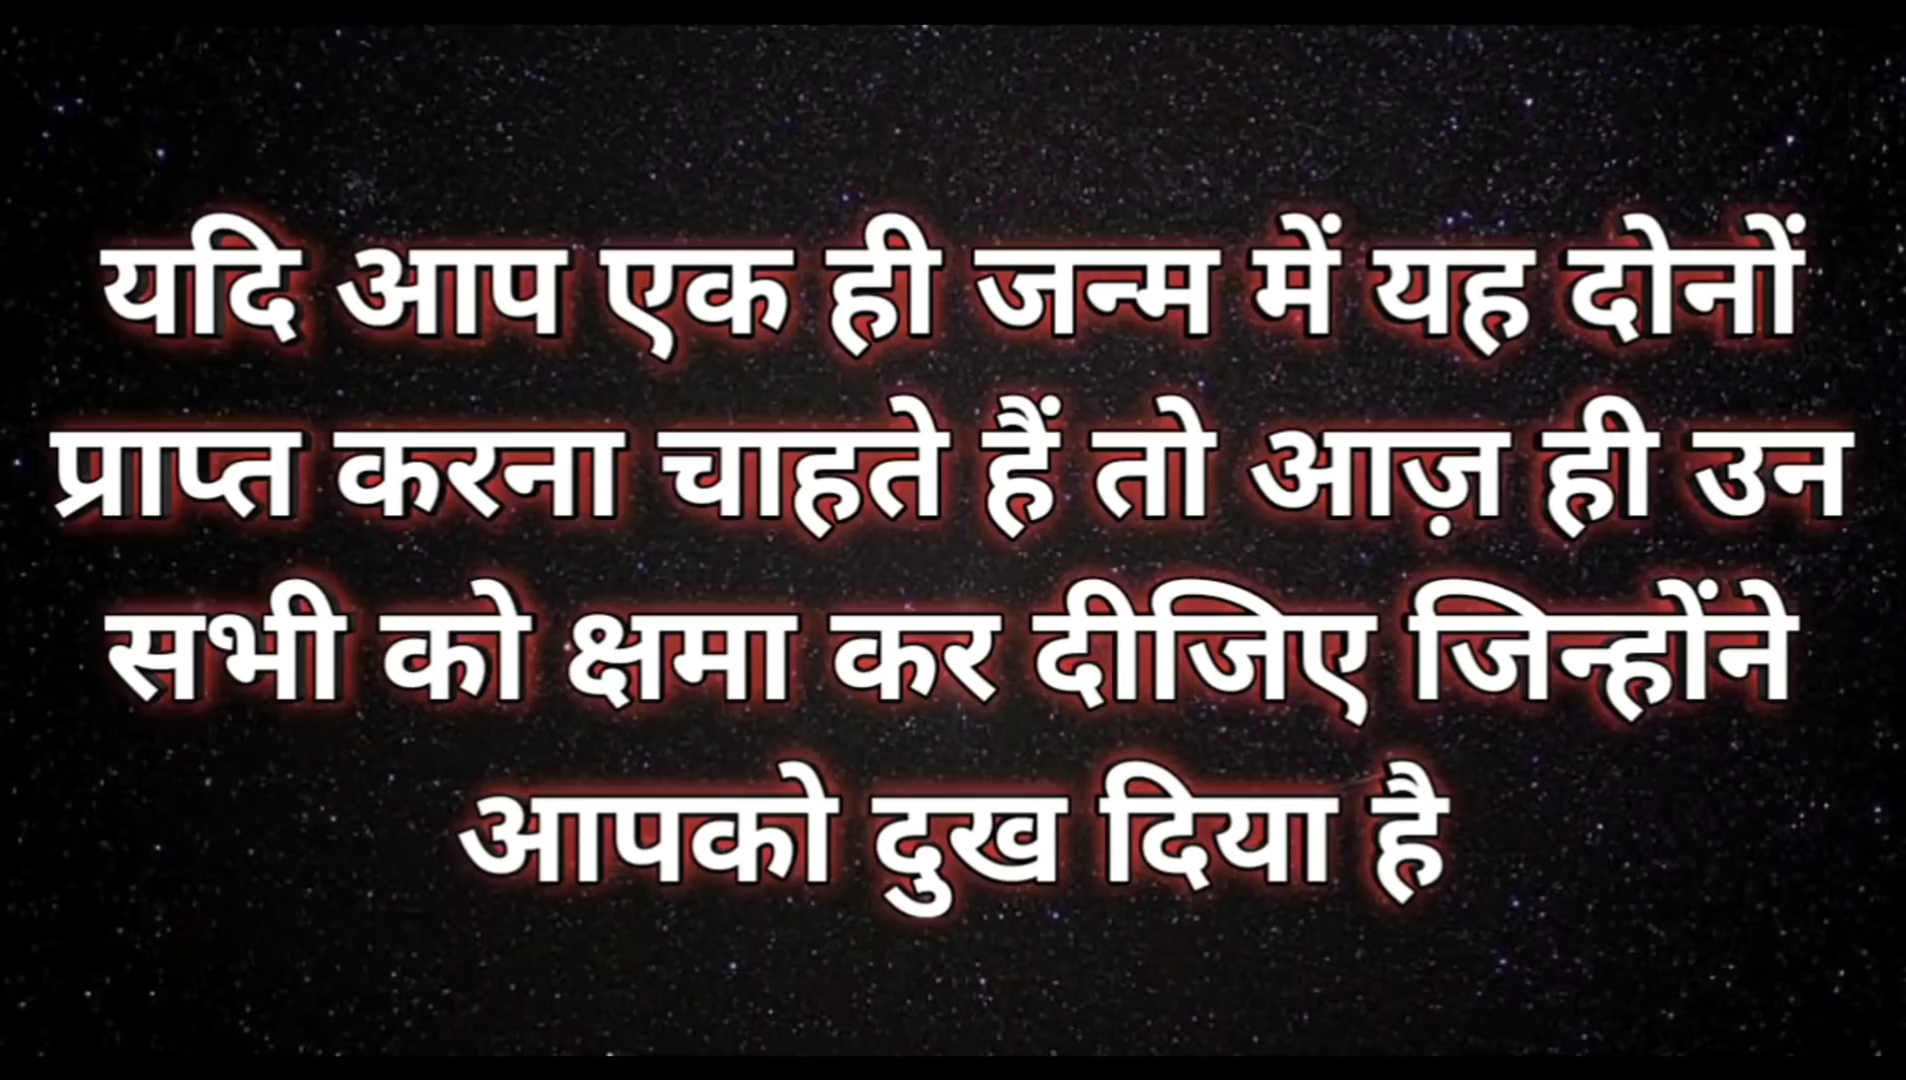 यदि आप एक ही जन्म में यह दोनों
प्राप्त करना चाहते हैं तो आज़ ही उन
सभी को क्षमा कर दीजिए जिन्होंने
आपको दुख दिया है